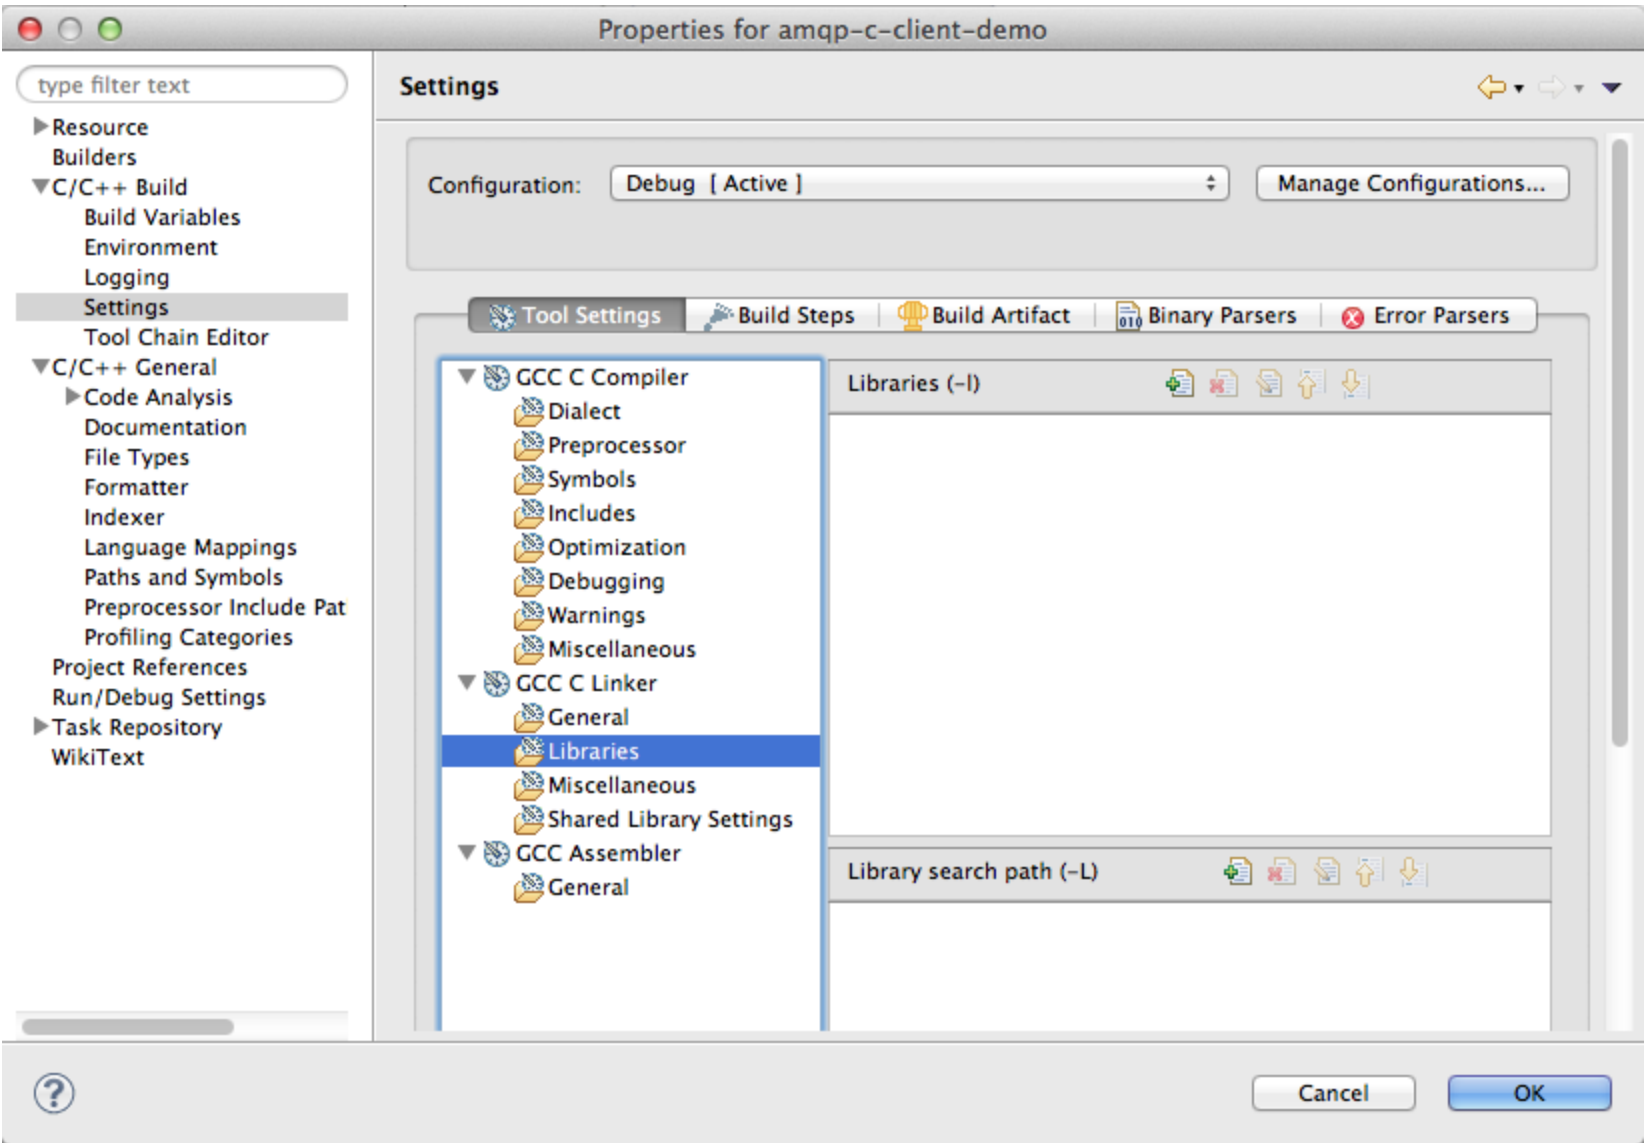 Properties for amqp-c-client-demo
type filter text
Resource
Builders
C/C++ Build
Build Variables
Environment
Logging
Settings
Tool Chain Editor
C/C++ General
Code Analysis
Documentation
File Types
Formatter
Indexer
Language Mappings
Paths and Symbols
Preprocessor Include Pat
Profiling Categories
Project References
Run/Debug Settings
Task Repository
WikiText
Settings
Configuration: Debug [ Active ] Manage Configurations...
Tool Settings Build Steps Build Artifact Binary Parsers Error Parsers
GCC C Compiler
Dialect
Preprocessor
Symbols
Includes
Optimization
Debugging
Warnings
Miscellaneous
GCC C Linker
General
Libraries
Miscellaneous
Shared Library Settings
GCC Assembler
General
Libraries (-l)
Library search path (-L)
? Cancel OK